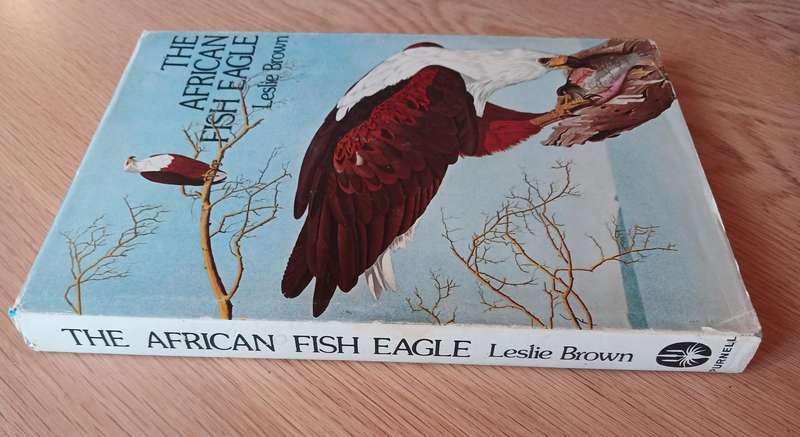 THE
AFRICAN
FISH EAGLE
Leslie Brown
THE AFRICAN FISH EAGLE Leslie Brown
PURNELL